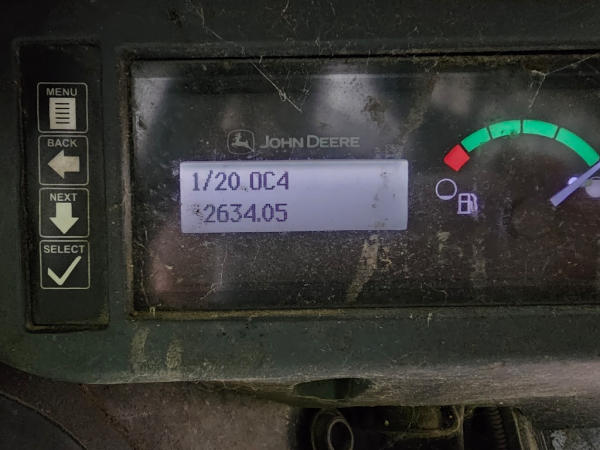 MENU
BACK
NEXT
SELECT
JOHN DEERE
1/20.0C4
*2634.05